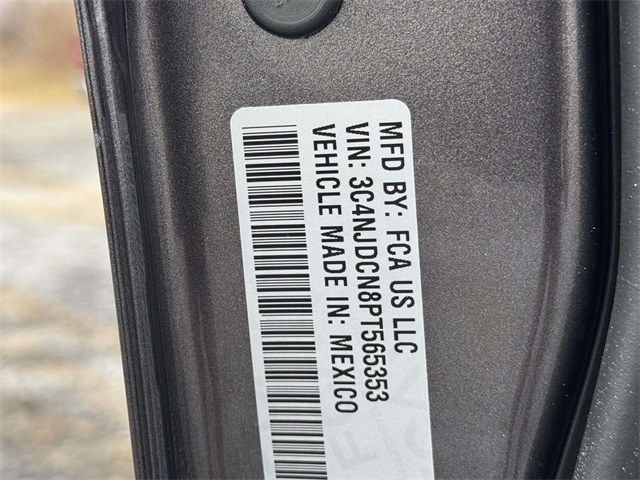 MFD BY: FCA US LLC
VIN: 3C4NJDCN8PT565353
VEHICLE MADE IN: MEXICO